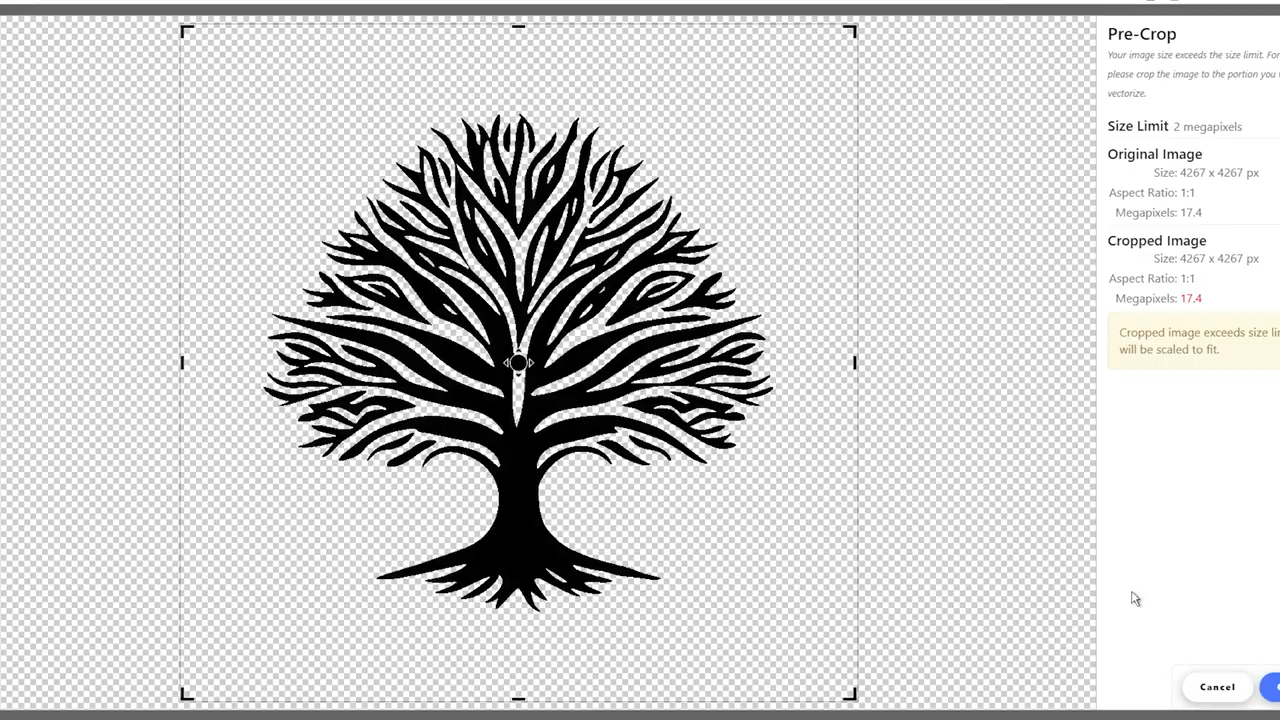 Pre-Crop
Your image size exceeds the size limit. For
please crop the image to the portion you
vectorize.
Size Limit 2 megapixels
Original Image
Size: 4267 x 4267 px
Aspect Ratio: 1:1
Megapixels: 17.4
Cropped Image
Size: 4267 x 4267 px
Aspect Ratio: 1:1
Megapixels: 17.4
Cropped image exceeds size
will be scaled to fit.
Cancel